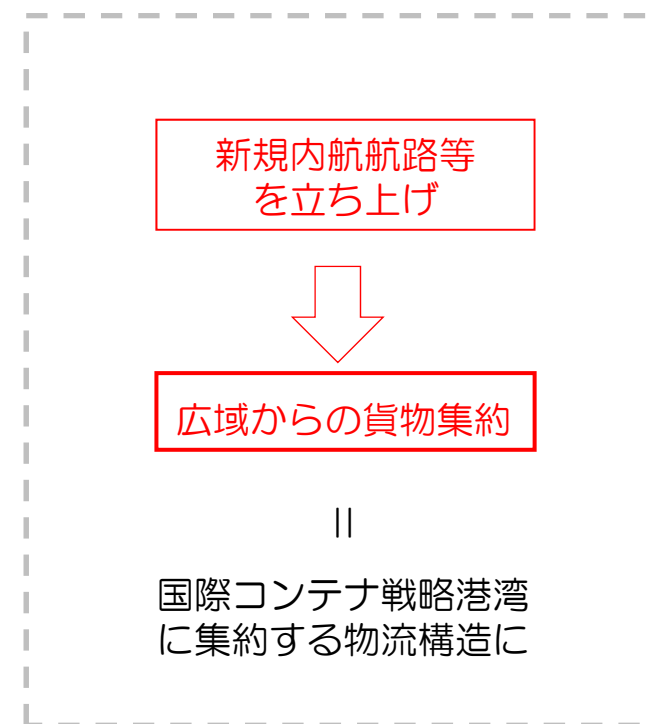 新規内航航路等
を立ち上げ
広域からの貨物集約
||
国際コンテナ戦略港湾
に集約する物流構造に